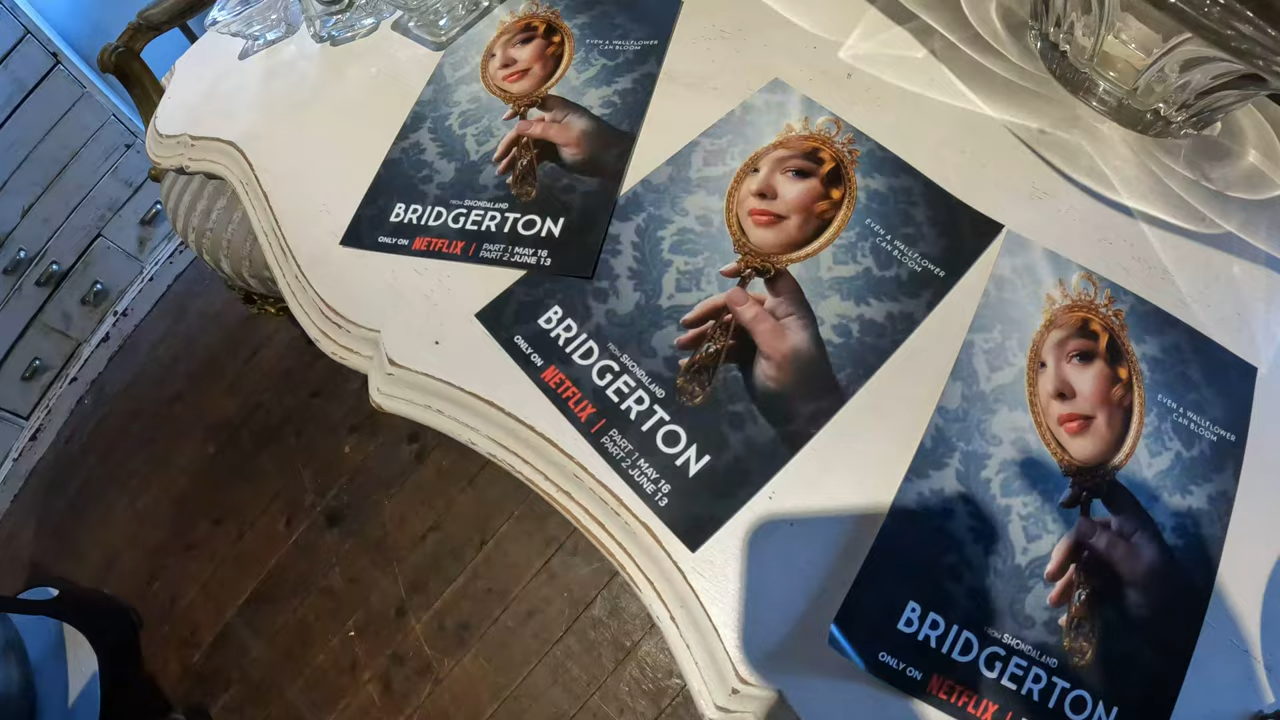 EVEN A WALLFLOWER
CAN BLOOM
FROM SHONDALAND
BRIDGERTON
ONLY ON NETFLIX | PART 1 MAY 16
PART 2 JUNE 13
EVEN A WALLFLOWER
CAN BLOOM
FROM SHONDALAND
BRIDGERTON
ONLY ON NETFLIX | PART 1 MAY 16
PART 2 JUNE 13
EVEN A WALLFLOWER
CAN BLOOM
FROM SHONDALAND
BRIDGERTON
ONLY ON NETFLIX |